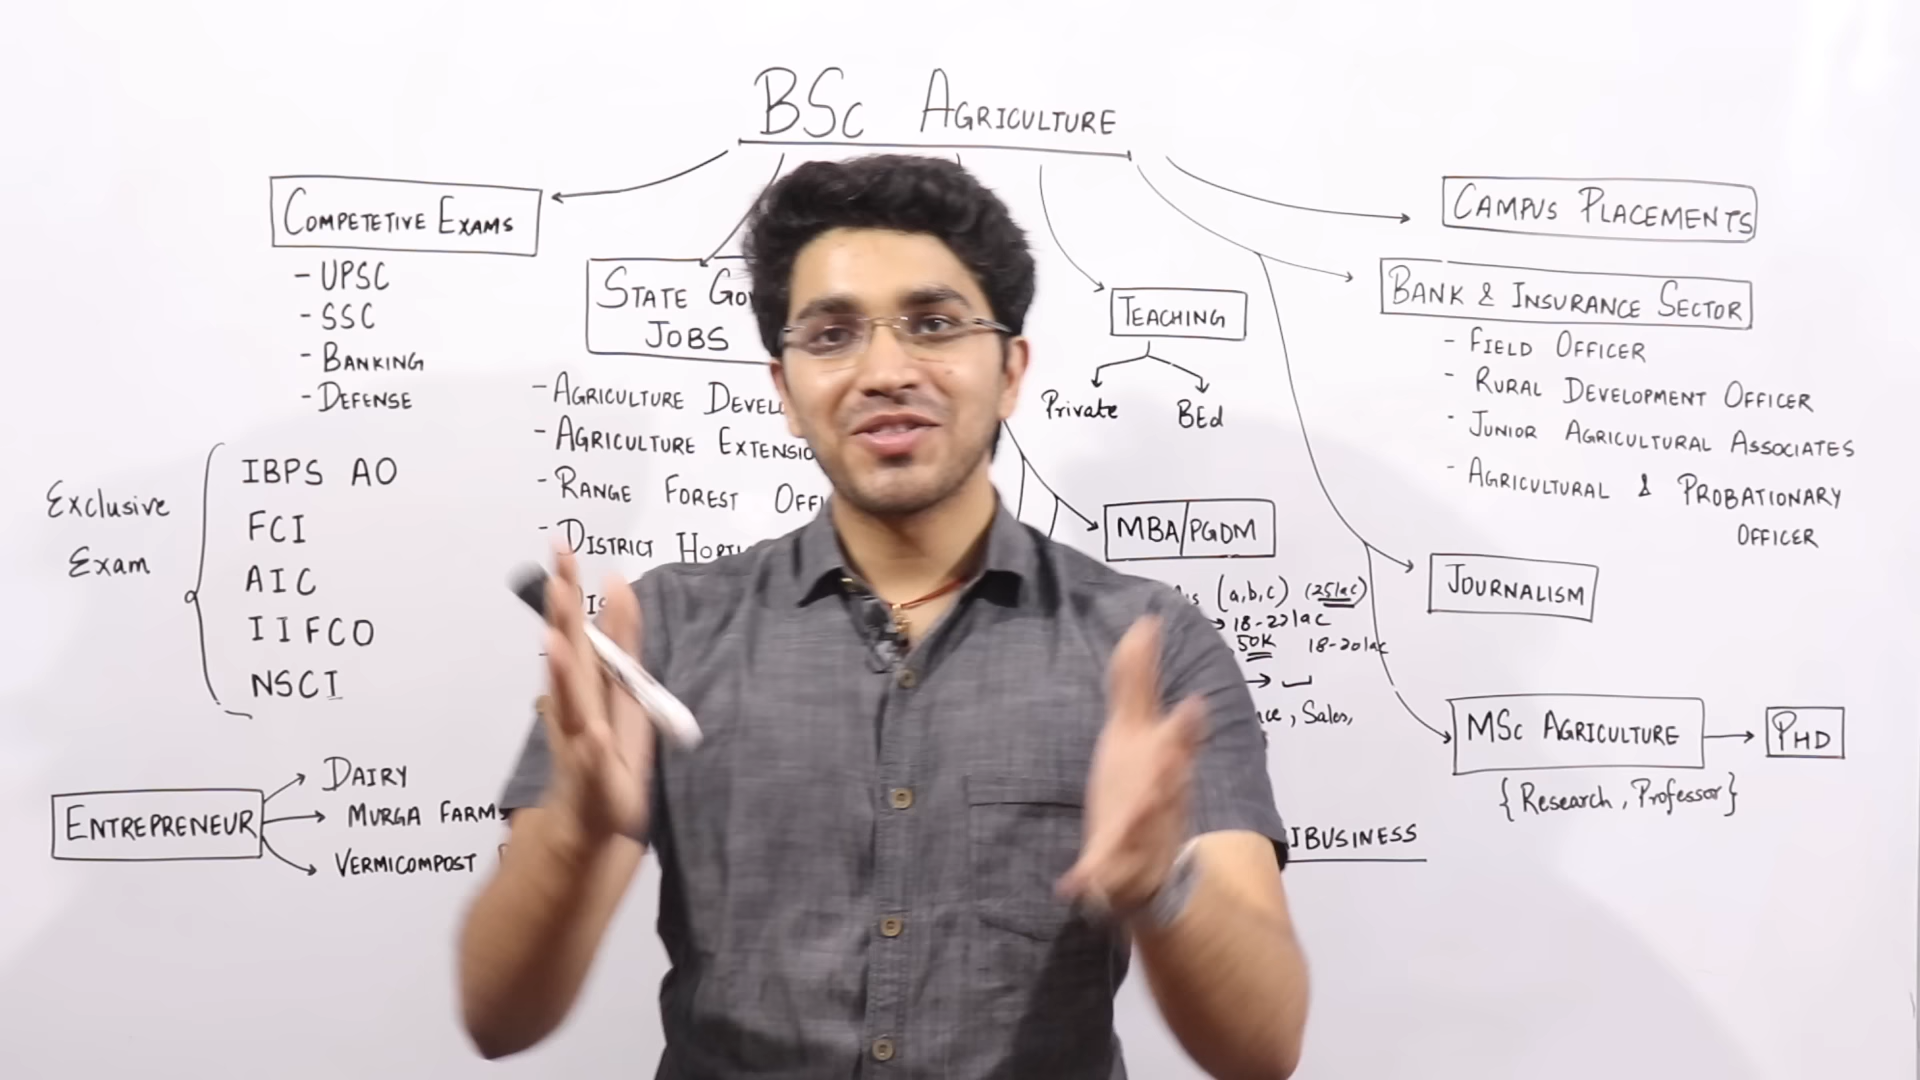 BSc AGRICULTURE
COMPETETIVE EXAMS
- UPSC
- SSC
- BANKING
- DEFENSE
Exclusive
Exam
IBPS AO
FCI
AIC
IIFCO
NSCI
ENTREPRENEUR
DAIRY
MURGA FARMS
VERMICOMPOST
STATE
JOBS
- AGRICULTURE
- AGRICULTURE
- RANGE FOREST
- DISTRICT
TEACHING
Private BEd
MBA/PGDM
(a,b,c) (25lac)
18-22lac
50K 18-20lac
, Sales,
CAMPUS PLACEMENTS
BANK & INSURANCE SECTOR
- FIELD OFFICER
- RURAL DEVELOPMENT OFFICER
- JUNIOR AGRICULTURAL ASSOCIATES
- AGRICULTURAL & PROBATIONARY
OFFICER
JOURNALISM
MSc AGRICULTURE
PHD
{Research, Professor}
IBUSINESS